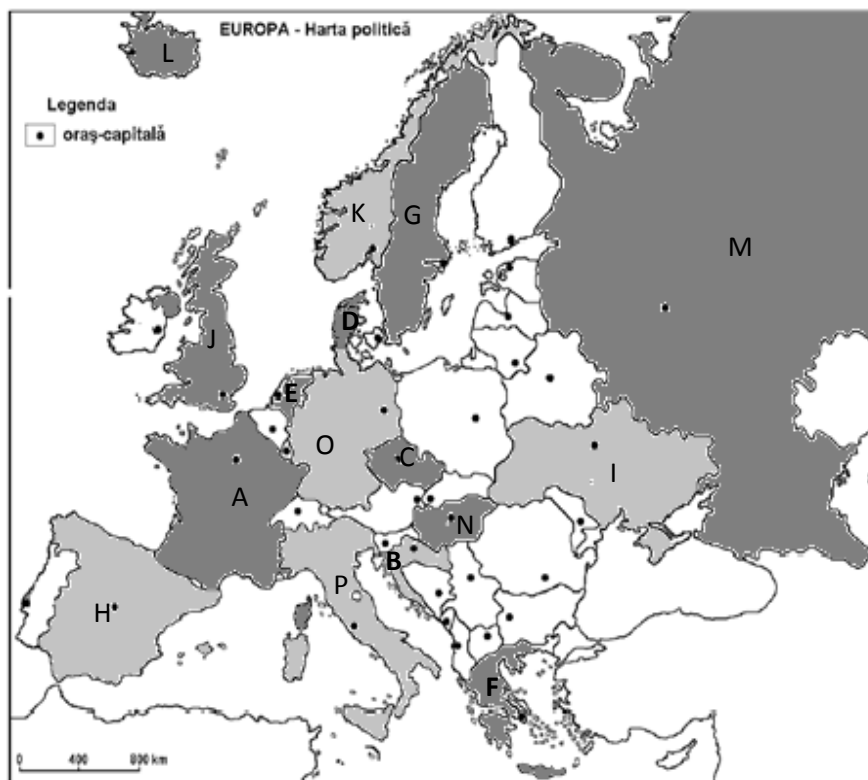 EUROPA - Harta politică
L
Legenda
oraș-capitală
K
G
M
J
D
E
O
C
I
A
N
B
P
H
F
0 400 800 km